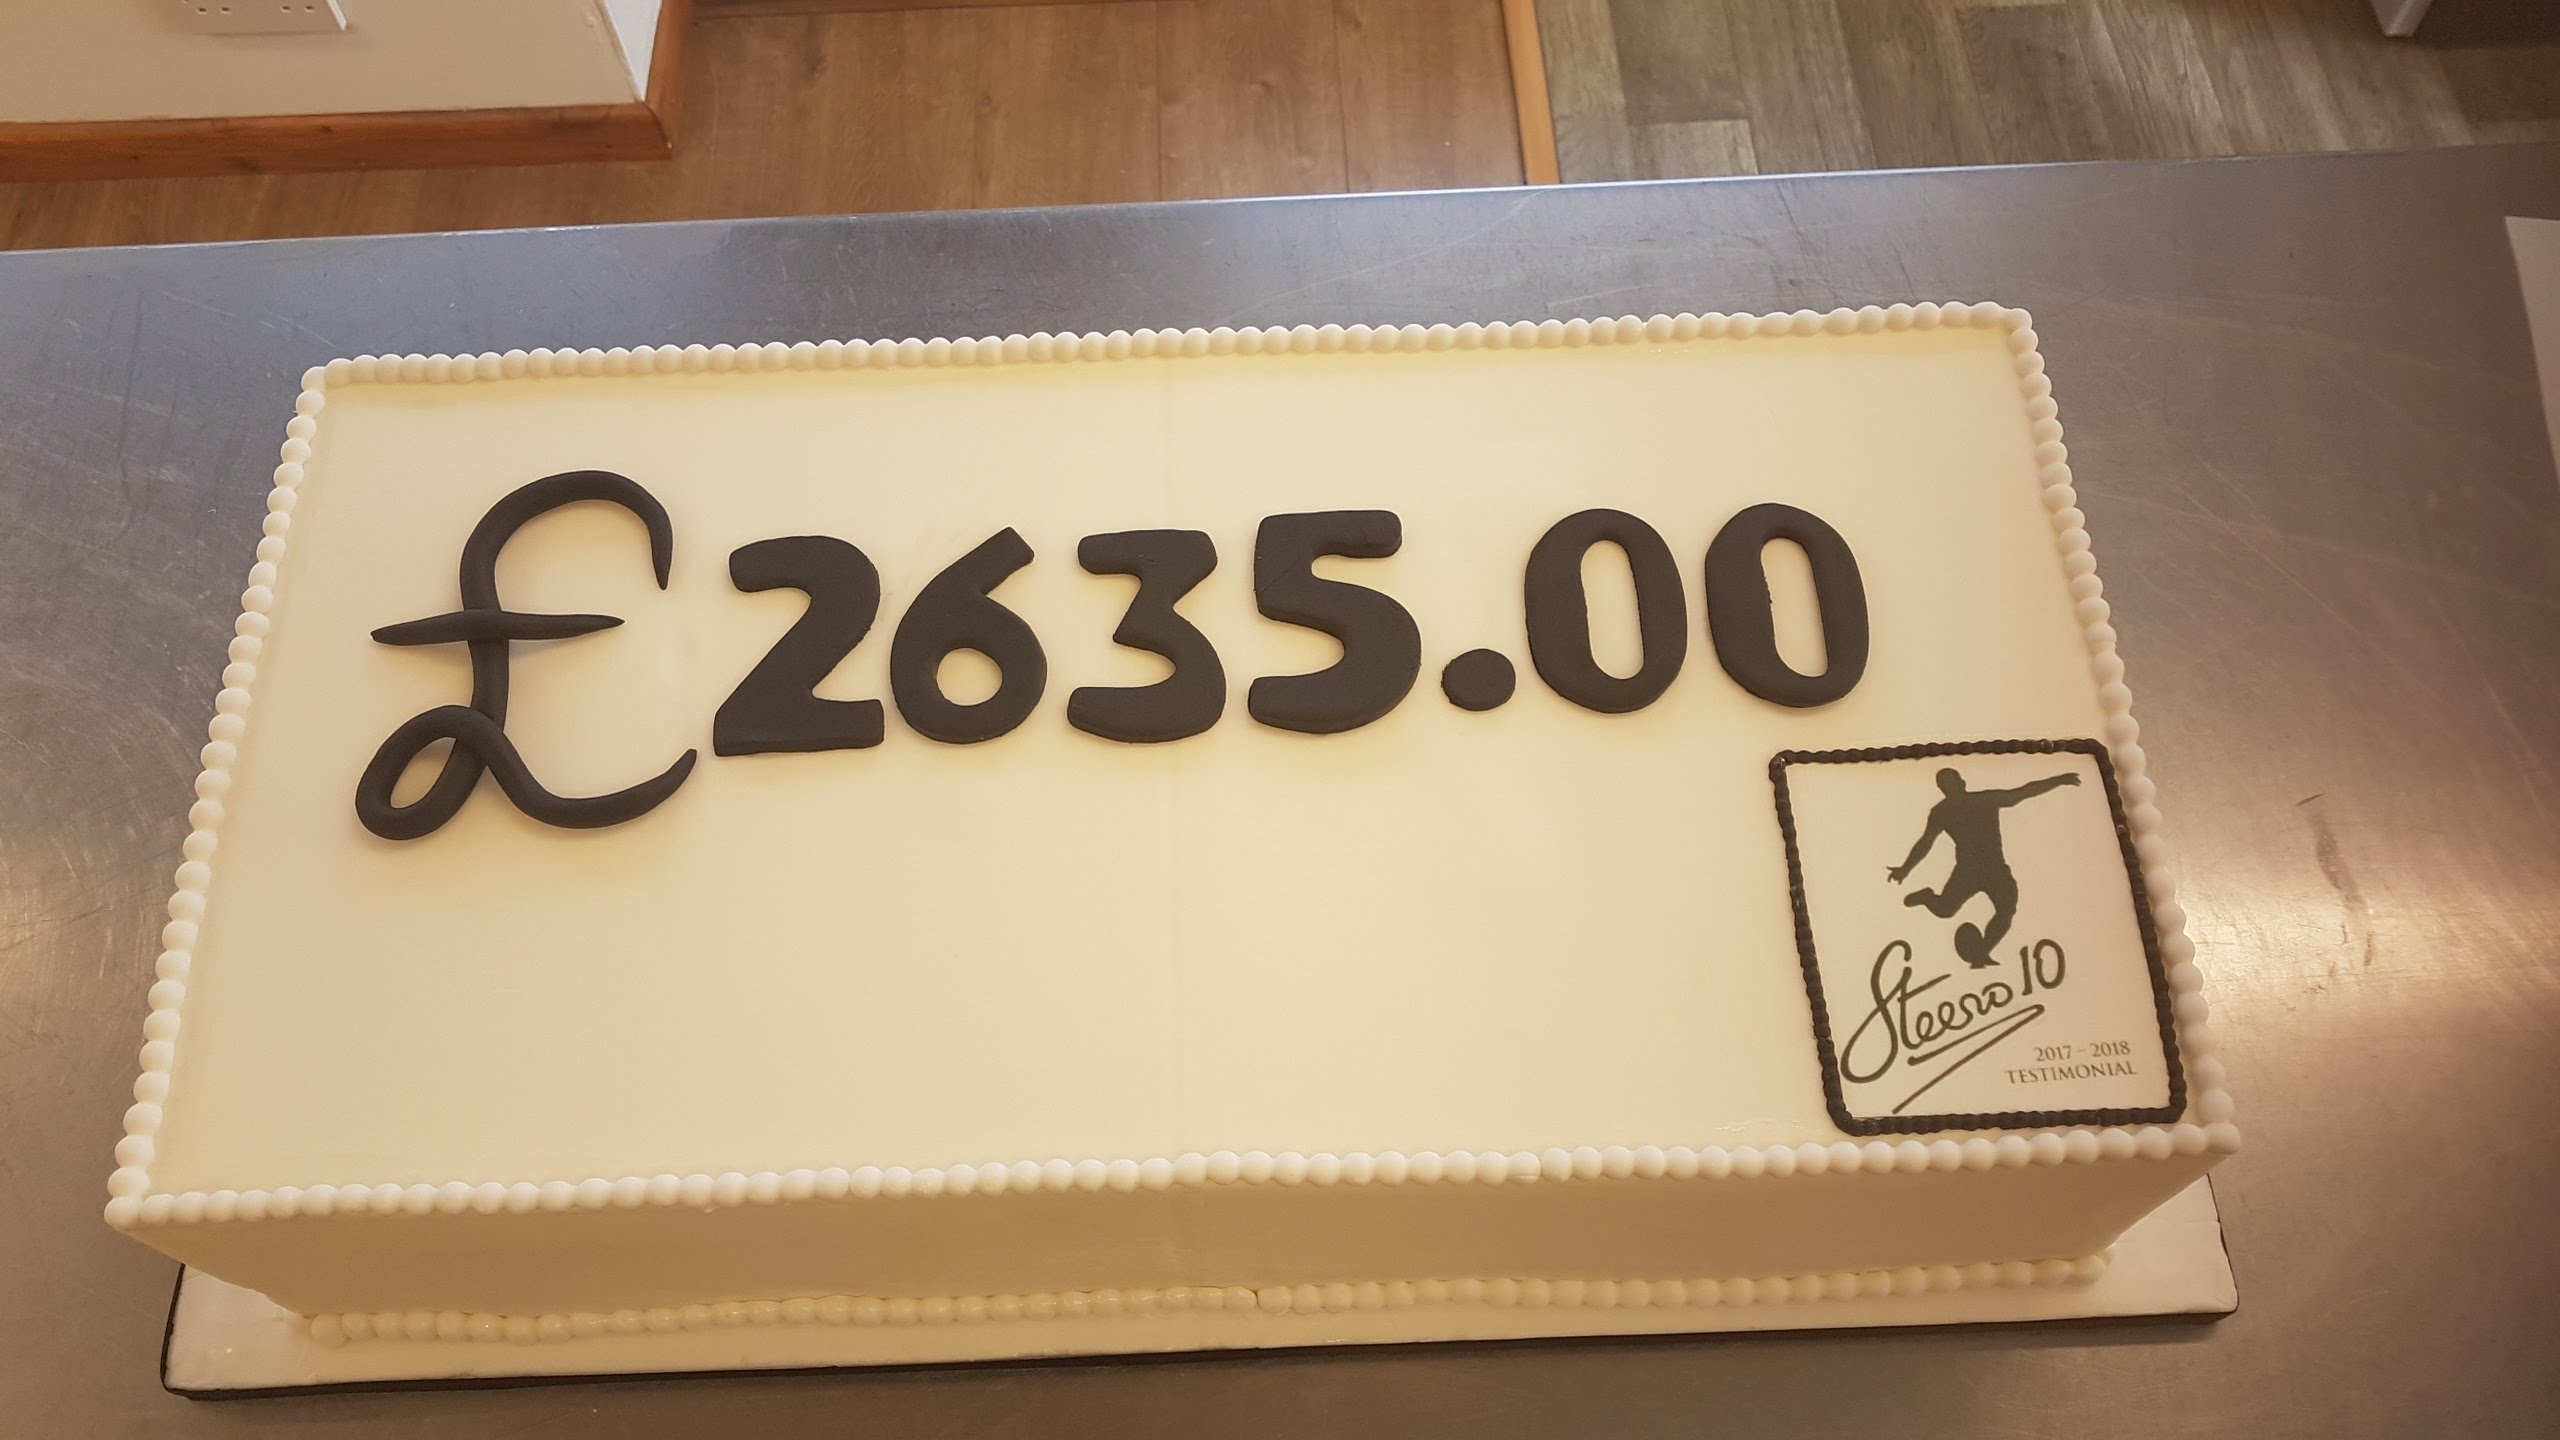 £2635.00
Steeno 10
2017 - 2018
TESTIMONIAL